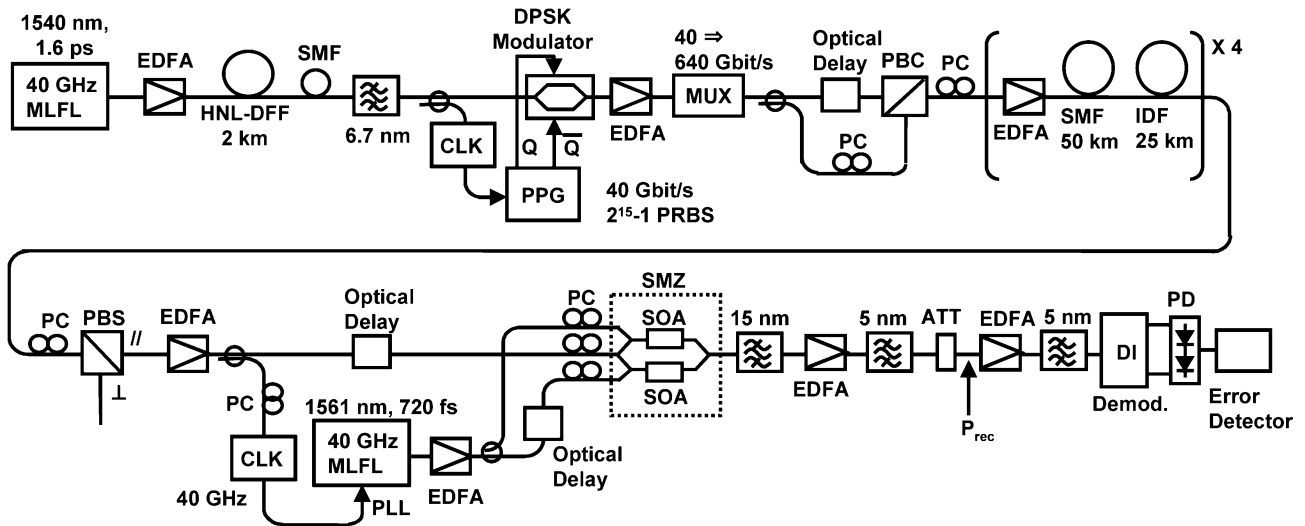 1540 nm,
1.6 ps
40 GHz
MLFL
EDFA
HNL-DFF
2 km
SMF
6.7 nm
CLK
DPSK
Modulator
Q
Q̅
PPG
40 Gbit/s
2¹⁵-1 PRBS
EDFA
40 ⇒
640 Gbit/s
MUX
Optical
Delay
PBC
PC
PC
EDFA
SMF
50 km
IDF
25 km
X 4
PC
PBS
//
⊥
EDFA
PC
CLK
40 GHz
Optical
Delay
1561 nm, 720 fs
40 GHz
MLFL
PLL
EDFA
Optical
Delay
PC
SMZ
SOA
SOA
15 nm
EDFA
5 nm
ATT
Prec
EDFA
5 nm
DI
Demod.
PD
Error
Detector